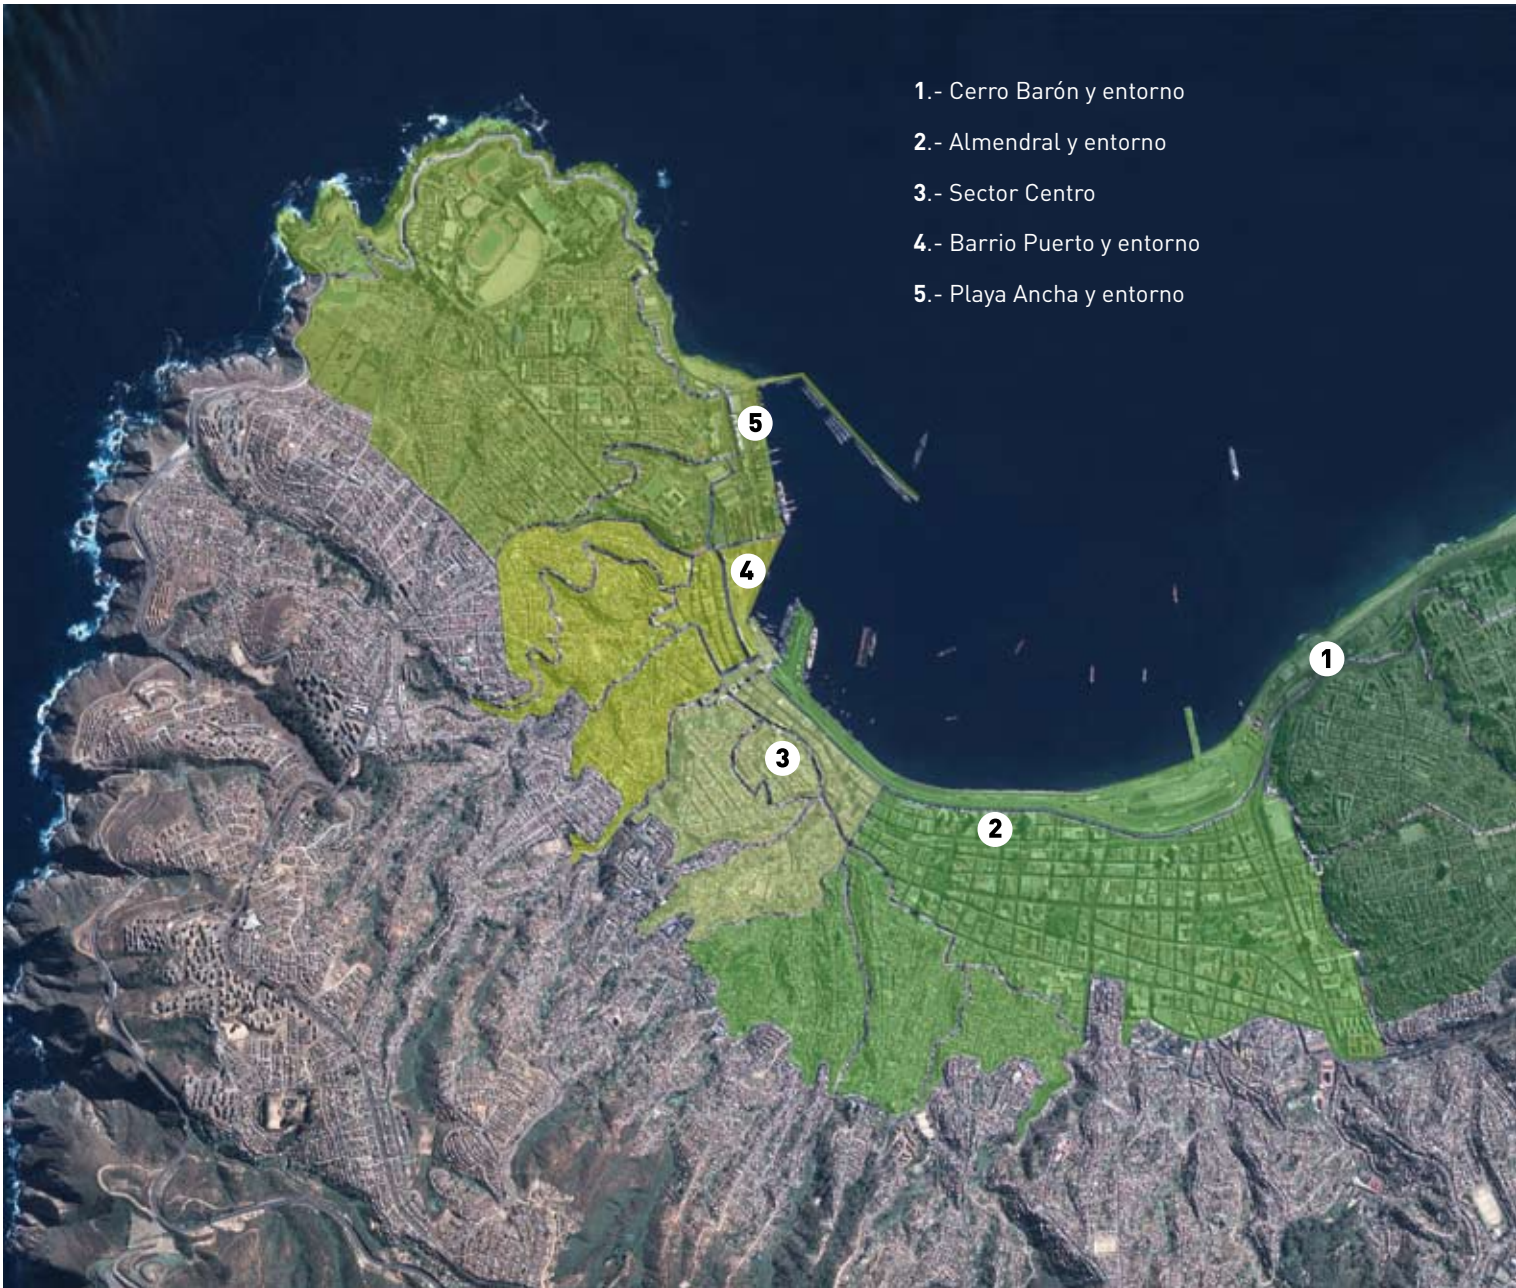 1.- Cerro Barón y entorno
2.- Almendral y entorno
3.- Sector Centro
4.- Barrio Puerto y entorno
5.- Playa Ancha y entorno
5
4
1
3
2